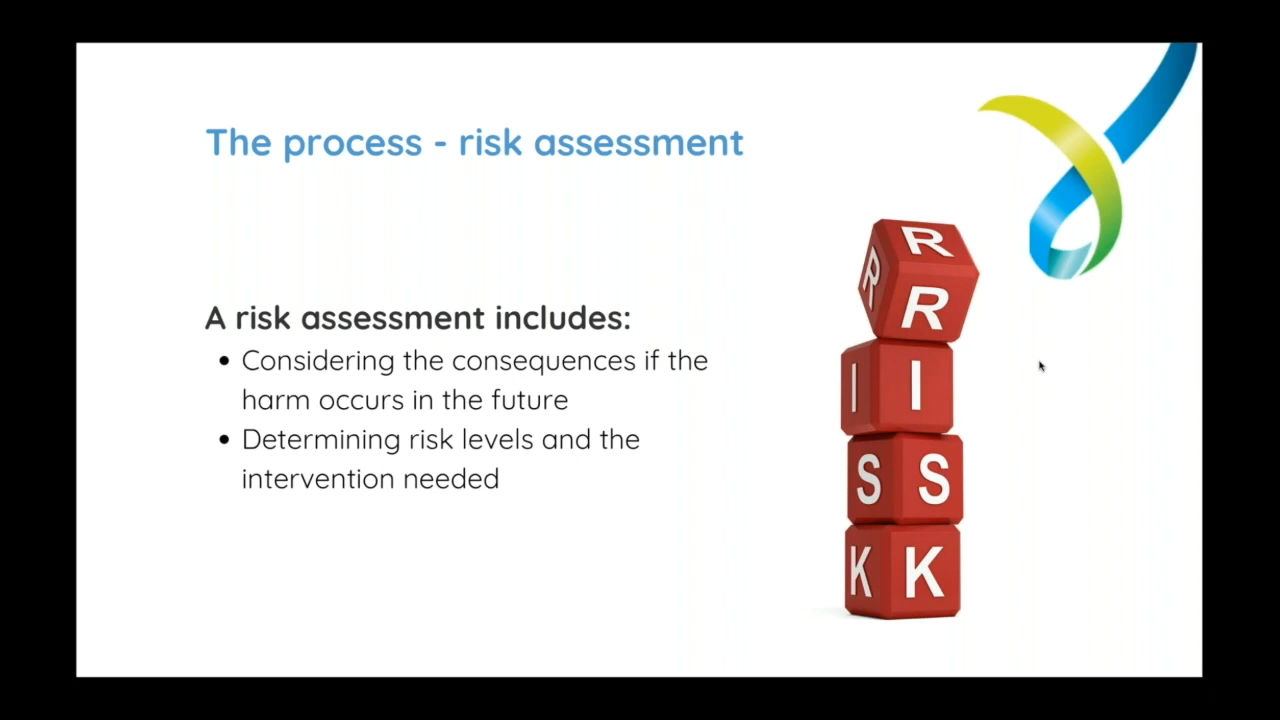 The process - risk assessment
A risk assessment includes:
• Considering the consequences if the
harm occurs in the future
• Determining risk levels and the
intervention needed
R
R R
I I
S S
K K